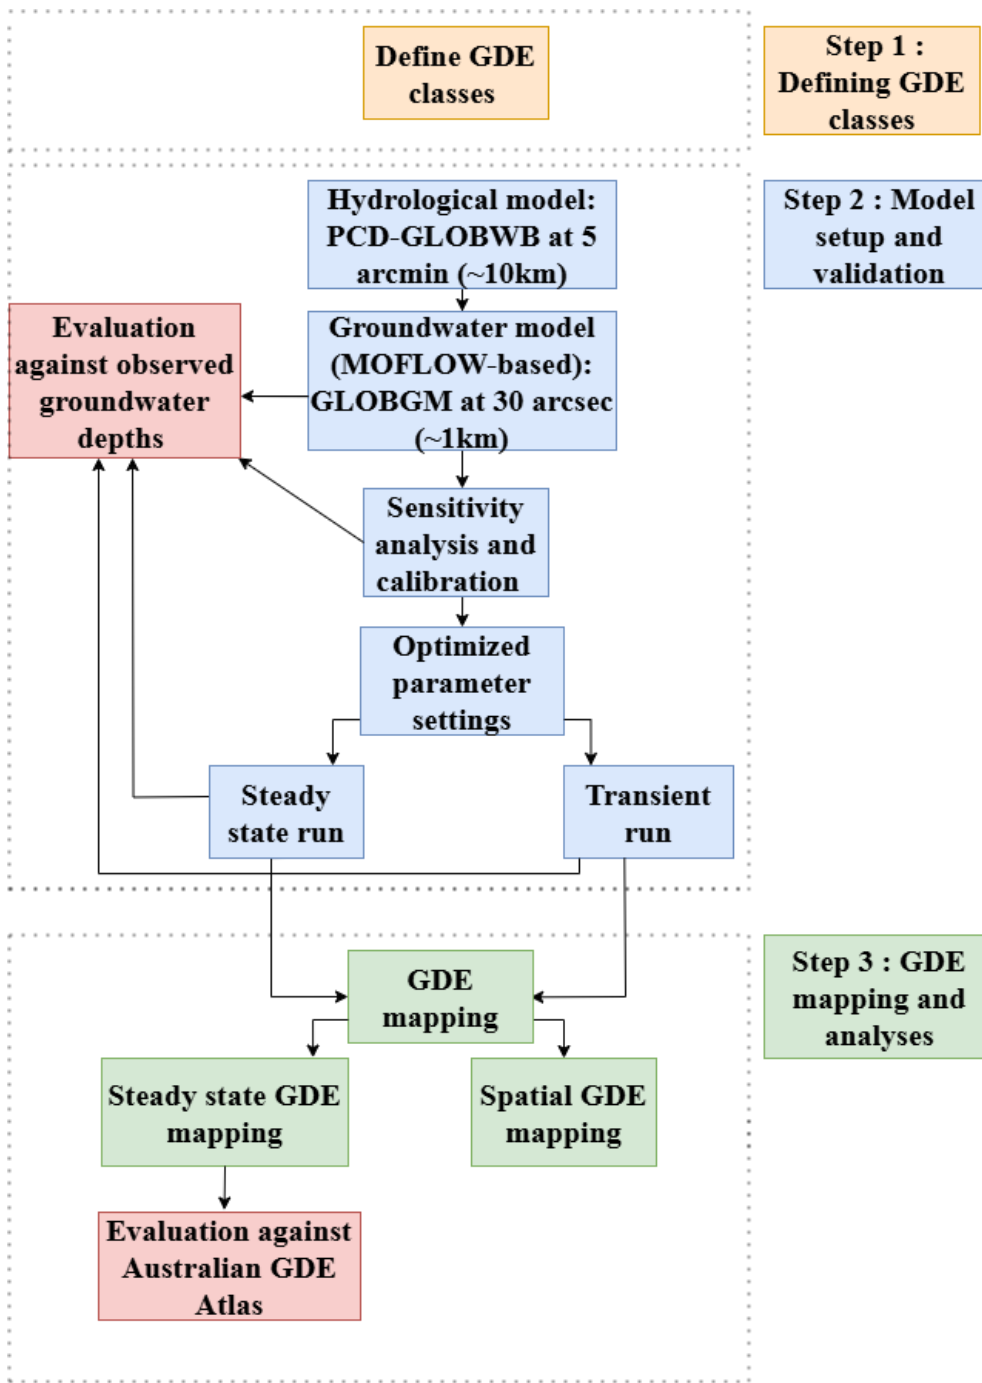 Define GDE
classes
Step 1 :
Defining GDE
classes
Hydrological model:
PCD-GLOBWB at 5
arcmin (~10km)
Step 2 : Model
setup and
validation
Evaluation
against observed
groundwater
depths
Groundwater model
(MOFLOW-based):
GLOBGM at 30 arcsec
(~1km)
Sensitivity
analysis and
calibration
Optimized
parameter
settings
Steady
state run
Transient
run
GDE
mapping
Step 3 : GDE
mapping and
analyses
Steady state GDE
mapping
Spatial GDE
mapping
Evaluation against
Australian GDE
Atlas